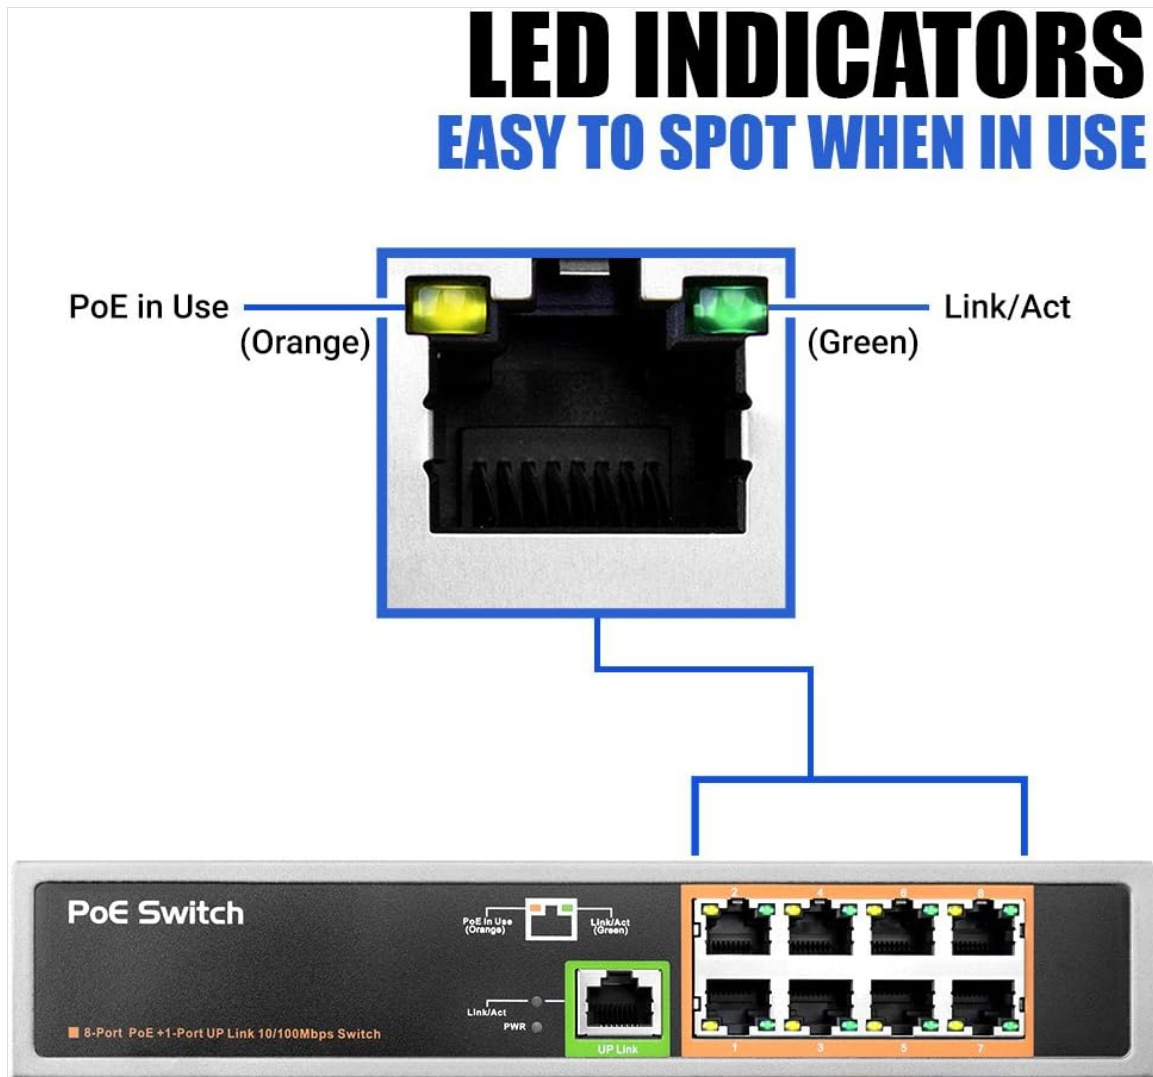 LED INDICATORS
EASY TO SPOT WHEN IN USE
PoE in Use
(Orange)
Link/Act
(Green)
PoE Switch
PoE in Use
(Orange)
Link/Act
(Green)
Link/Act
PWR
8-Port PoE +1-Port UP Link 10/100Mbps Switch
UP Link
2 4 6 8
1 3 5 7